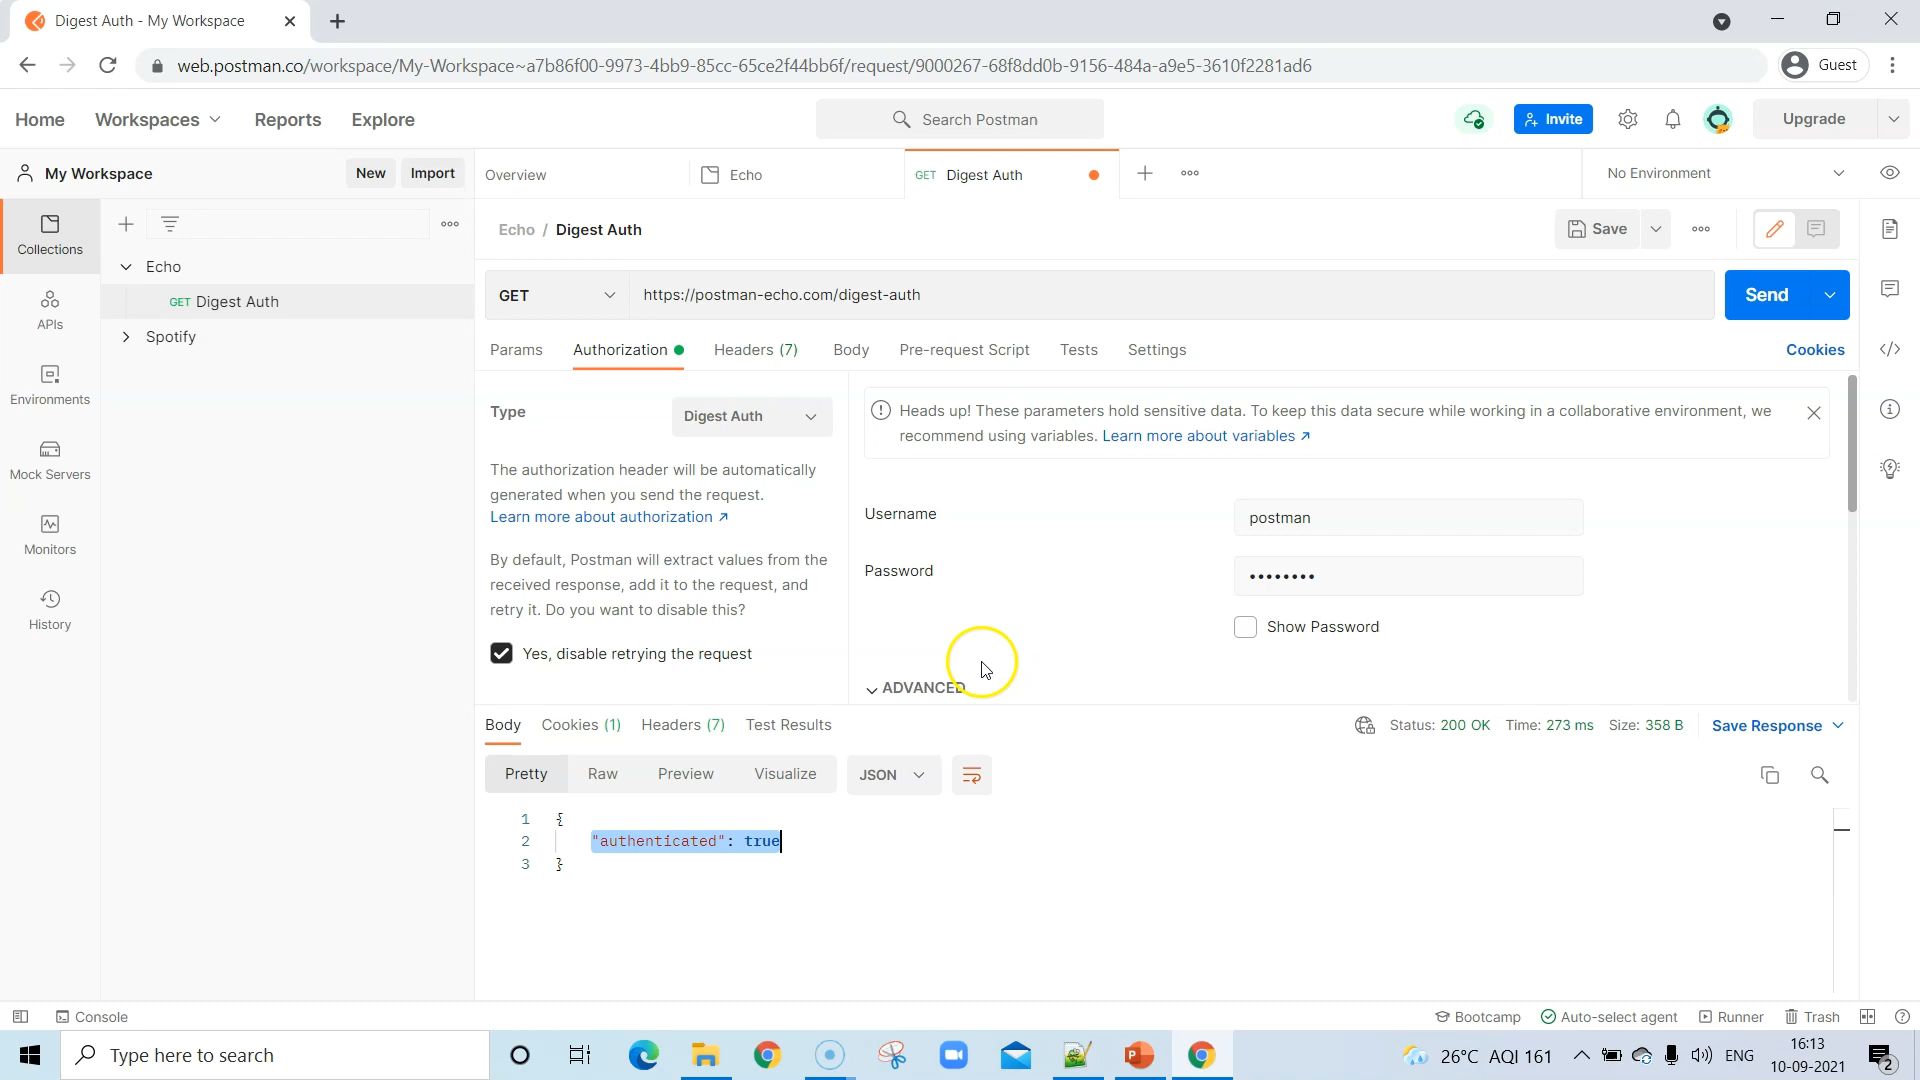 Digest Auth - My Workspace
web.postman.co/workspace/My-Workspace~a7b86f00-9973-4bb9-85cc-65ce2f44bb6f/request/9000267-68f8dd0b-9156-484a-a9e5-3610f2281ad6
Guest
Home Workspaces Reports Explore
Search Postman
Invite
Upgrade
My Workspace New Import
Overview
Echo
GET Digest Auth
No Environment
Collections
APIs
Environments
Mock Servers
Monitors
History
Echo
GET Digest Auth
Spotify
Echo / Digest Auth
Save
GET
https://postman-echo.com/digest-auth
Send
Params Authorization Headers (7) Body Pre-request Script Tests Settings
Cookies
Type
Digest Auth
The authorization header will be automatically
generated when you send the request.
Learn more about authorization ↗
By default, Postman will extract values from the
received response, add it to the request, and
retry it. Do you want to disable this?
Yes, disable retrying the request
Heads up! These parameters hold sensitive data. To keep this data secure while working in a collaborative environment, we
recommend using variables. Learn more about variables ↗
Username
postman
Password
••••••••
Show Password
ADVANCED
Body Cookies (1) Headers (7) Test Results
Status: 200 OK Time: 273 ms Size: 358 B
Save Response
Pretty Raw Preview Visualize
JSON
1 {
2 "authenticated": true
3 }
Console
Bootcamp Auto-select agent Runner Trash
Type here to search
26°C AQI 161
ENG
16:13
10-09-2021
2